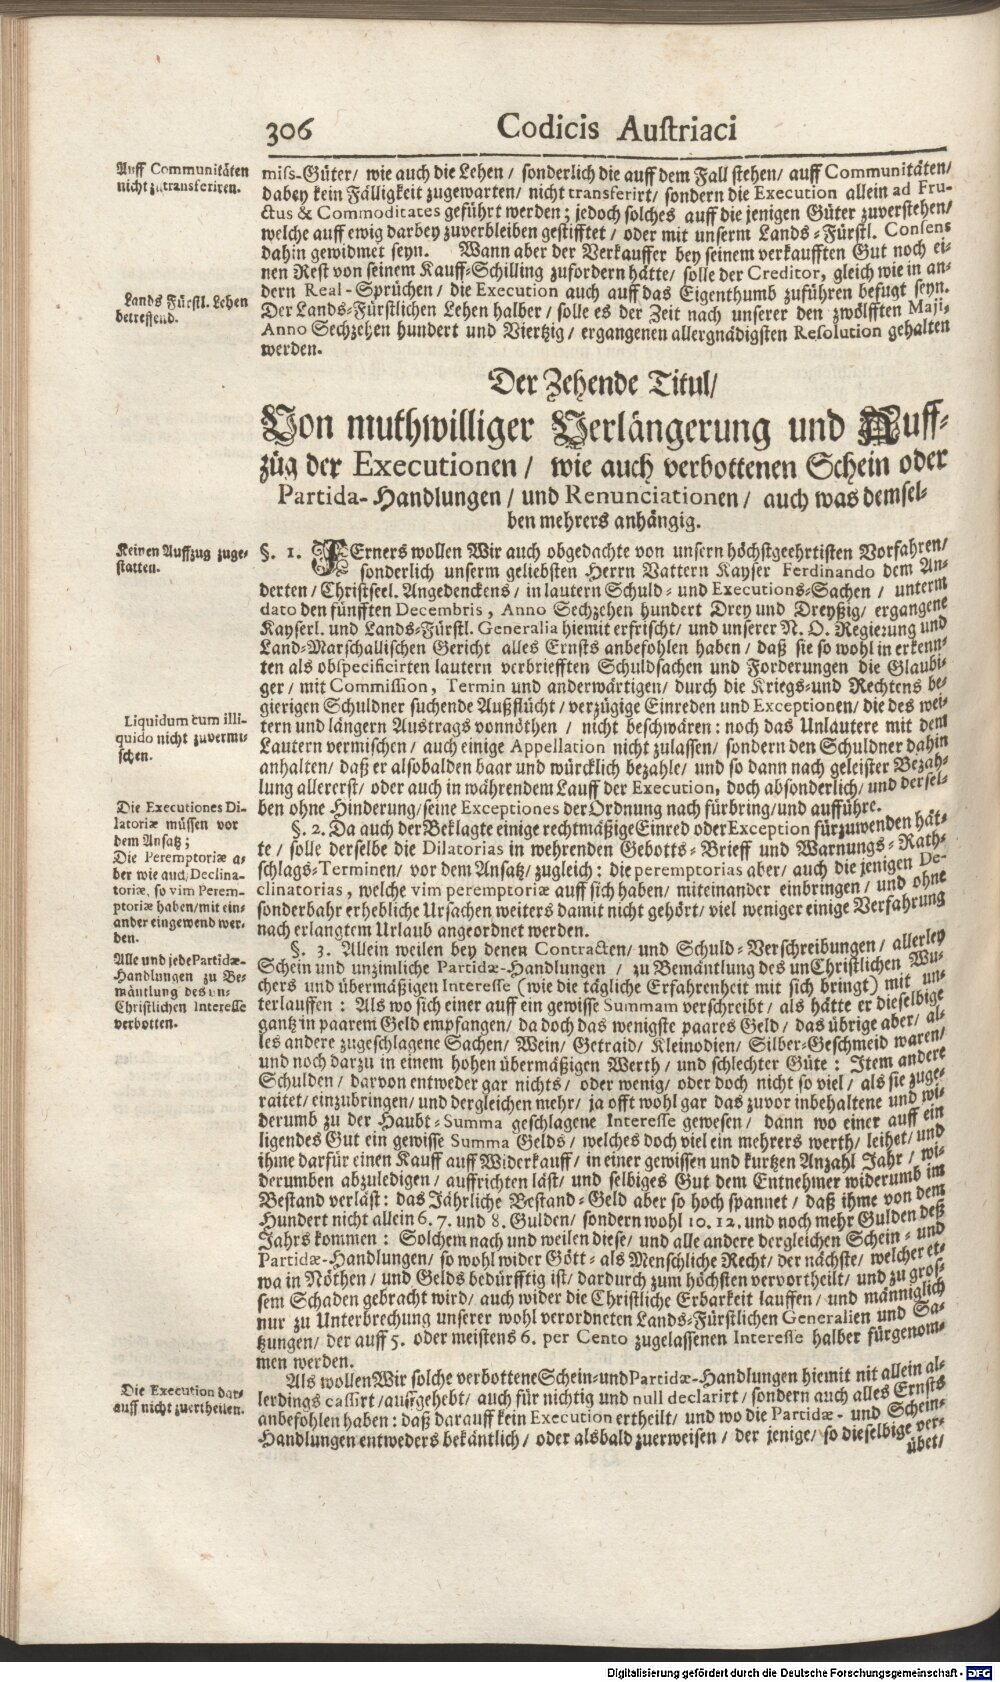 306 Codicis Austriaci
Auff Communitäten
nicht zu transferiren.
miss-Güter/ wie auch die Lehen/ sonderlich die auff dem Fall stehen/ auff Communitäten/
dabey kein Fälligkeit zugewarten/ nicht transferirt/ sondern die Execution allein ad Fru-
ctus & Commoditates geführt werden; jedoch solches auff die jenigen Güter zuverstehen/
welche auff ewig darbey zuverbleiben gestifftet/ oder mit unserm Lands-Fürstl. Consens
dahin gewidmet seyn. Wann aber der Verkauffer bey seinem verkaufften Gut noch ei-
nen Rest von seinem Kauff-Schilling zufordern hätte/ solle der Creditor, gleich wie in an-
dern Real-Sprüchen/ die Execution auch auff das Eigenthumb zuführen befugt seyn.
Lands Fürstl. Lehen
betreffend.
Der Lands-Fürstlichen Lehen halber/ solle es der Zeit nach unserer den zwölfften Maji,
Anno Sechzehen hundert und Viertzig/ ergangenen allergnädigsten Resolution gehalten
werden.
Der Zehende Titul/
Von muthwilliger Verlängerung und Auff-
züg der Executionen/ wie auch verbottenen Schein oder
Partida-Handlungen/ und Renunciationen/ auch was demsel-
ben mehrers anhängig.
Keinen Auffzug zuge-
statten.
§. 1. FErners wollen Wir auch obgedachte von unsern höchstgeehrtisten Vorfahren/
sonderlich unserm geliebsten Herrn Vattern Kayser Ferdinando dem An-
derten/ Christseel. Angedenckens/ in lautern Schuld- und Executions-Sachen/ unterm
dato den fünfften Decembris, Anno Sechzehen hundert Drey und Dreyßig/ ergangene
Kayserl. und Lands-Fürstl. Generalia hiemit erfrischt/ und unserer N. O. Regierung und
Land-Marschallischen Gericht alles Ernsts anbefohlen haben/ daß sie so wohl in erkenn-
ten als obspecificirten lautern verbriefften Schuldsachen und Forderungen die Glaubi-
ger/ mit Commission, Termin und anderwärtigen/ durch die Kriegs-und Rechtens be-
gierigen Schuldner suchende Außflücht/ verzügige Einreden und Exceptionen/ die des wei-
tern und längern Austrags vonnöthen/ nicht beschwären: noch das Unlautere mit dem
Liquidum cum illi-
quido nicht zuvermi-
schen.
Lautern vermischen/ auch einige Appellation nicht zulassen/ sondern den Schuldner dahin
anhalten/ daß er alsobalden baar und würcklich bezahle/ und so dann nach geleister Bezah-
lung allererst/ oder auch in währendem Lauff der Execution, doch absonderlich/ und dersel-
ben ohne Hinderung/ seine Exceptiones der Ordnung nach fürbring/ und aufführe.
Die Executiones Di-
latoriæ müssen vor
dem Ansatz;
Die Peremptoriæ a-
ber wie auch Declina-
toriæ, so vim Perem-
ptoriæ haben/ mit ein-
ander eingewend wer-
den.
§. 2. Da auch der Beklagte einige rechtmäßige Einred oder Exception fürzuwenden hät-
te/ solle derselbe die Dilatorias in wehrenden Gebotts-Brieff und Warnungs-Rath-
schlags-Terminen/ vor dem Ansatz/ zugleich: die peremptorias aber/ auch die jenigen De-
clinatorias, welche vim peremptoriæ auff sich haben/ miteinander einbringen/ und ohne
sonderbahr erhebliche Ursachen weiters damit nicht gehört/ viel weniger einige Verfahrung
nach erlangtem Urlaub angeordnet werden.
Alle und jede Partidæ-
Handlungen zu Be-
mäntlung des un-
Christlichen Interesse
verbotten.
§. 3. Allein weilen bey denen Contracten/ und Schuld-Verschreibungen/ allerley
Schein und unzimliche Partidæ-Handlungen/ zu Bemäntlung des unChristlichen Wu-
chers und übermäßigen Interesse (wie die tägliche Erfahrenheit mit sich bringt) mit un-
terlauffen: Als wo sich einer auff ein gewisse Summam verschreibt/ als hätte er dieselbige
gantz in paarem Geld empfangen/ da doch das wenigste paares Geld/ das übrige aber/ al-
les andere zugeschlagene Sachen/ Wein/ Getraid/ Kleinodien/ Silber-Geschmeid waren/
und noch darzu in einem hohen übermäßigen Werth/ und schlechter Güte: Item andere
Schulden/ darvon entweder gar nichts/ oder wenig/ oder doch nicht so viel/ als sie zuge-
raitet/ einzubringen/ und dergleichen mehr/ ja offt wohl gar das zuvor inbehaltene und wi-
derumb zu der Haubt-Summa geschlagene Interesse gewesen/ dann wo einer auff ein
ligendes Gut ein gewisse Summa Gelds/ welches doch viel ein mehrers werth/ leihet/ und
ihme darfür einen Kauff auff Widerkauff/ in einer gewissen und kurtzen Anzahl Jahr/ wi-
derumben abzuledigen/ auffrichten läst/ und selbiges Gut dem Entnehmer widerumb im
Bestand verläst: das Jährliche Bestand-Geld aber so hoch spannet/ daß ihme von dem
Hundert nicht allein 6. 7. und 8. Gulden/ sondern wohl 10. 12. und noch mehr Gulden deß
Jahrs kommen: Solchem nach und weilen diese/ und alle andere dergleichen Schein- und
Partidæ-Handlungen/ so wohl wider Gött- als Menschliche Recht/ der nächste/ welcher et-
wa in Nöthen/ und Gelds bedürfftig ist/ dardurch zum höchsten vervortheilt/ und zu gros-
sem Schaden gebracht wird/ auch wider die Christliche Erbarkeit lauffen/ und männiglich
nur zu Unterbrechung unserer wohl verordneten Lands-Fürstlichen Generalien und Sa-
tzungen/ der auff 5. oder meistens 6. per Cento zugelassenen Interesse halber fürgenom-
men werden.
Die Execution dar-
auff nicht zuertheilen.
Als wollen Wir solche verbottene Schein-und Partidæ-Handlungen hiemit nit allein al-
lerdings cassirt/ auffgehebt/ auch für nichtig und null declarirt/ sondern auch alles Ernsts
anbefohlen haben: daß darauff kein Execution ertheilt/ und wo die Partidæ- und Schein-
Handlungen entweders bekäntlich/ oder alsbald zuerweisen/ der jenige/ so dieselbige ver-
übet/
Digitalisierung gefördert durch die Deutsche Forschungsgemeinschaft - DFG